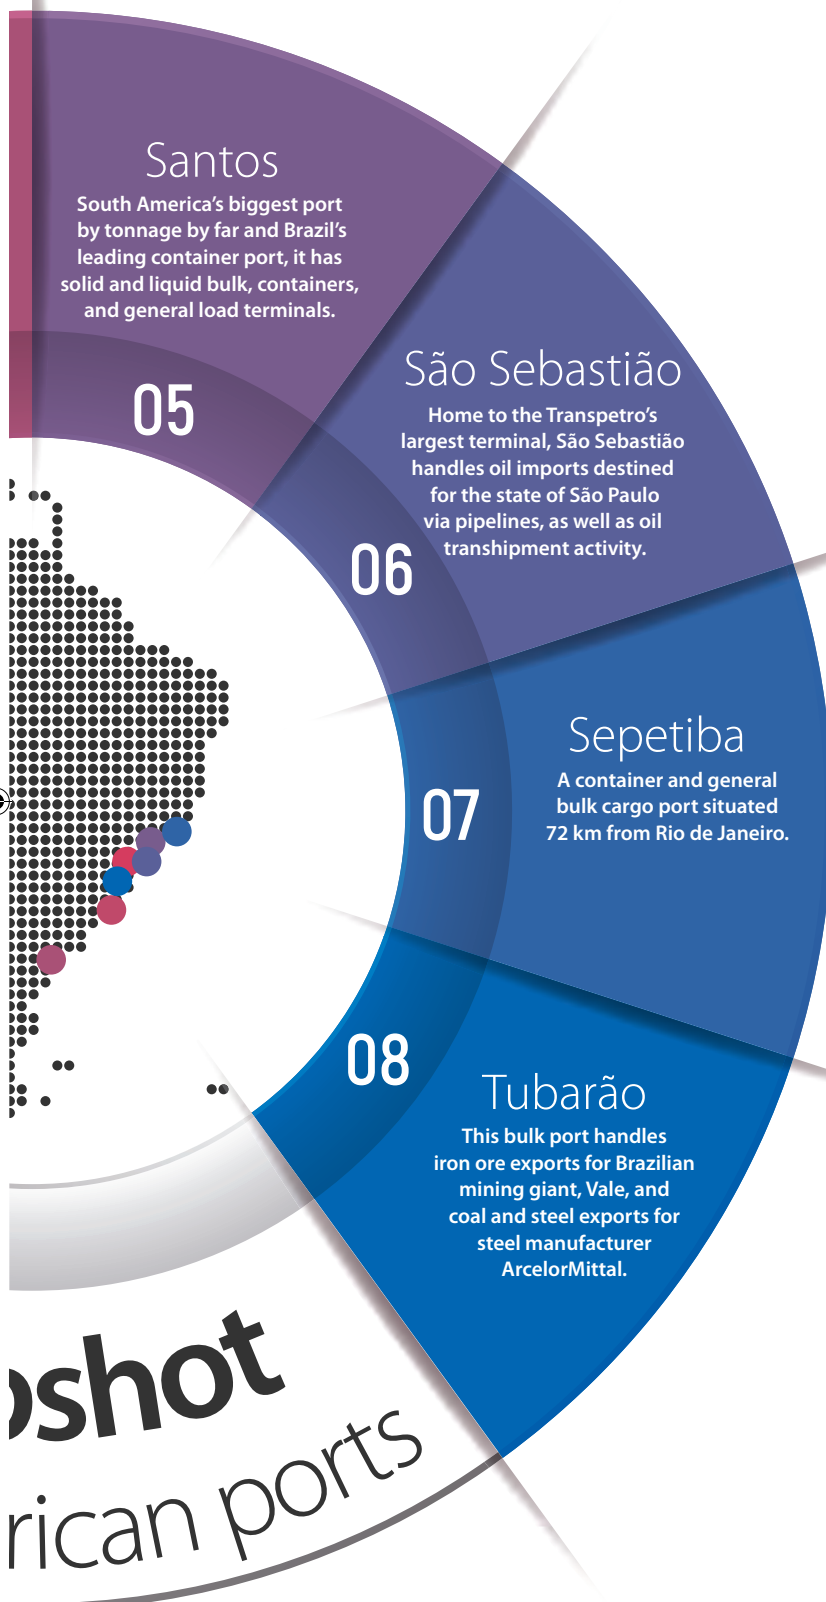 Santos
South America's biggest port
by tonnage by far and Brazil's
leading container port, it has
solid and liquid bulk, containers,
and general load terminals.
05
São Sebastião
Home to the Transpetro's
largest terminal, São Sebastião
handles oil imports destined
for the state of São Paulo
via pipelines, as well as oil
transhipment activity.
06
Sepetiba
A container and general
bulk cargo port situated
72 km from Rio de Janeiro.
07
08
Tubarão
This bulk port handles
iron ore exports for Brazilian
mining giant, Vale, and
coal and steel exports for
steel manufacturer
ArcelorMittal.
shot
rican ports